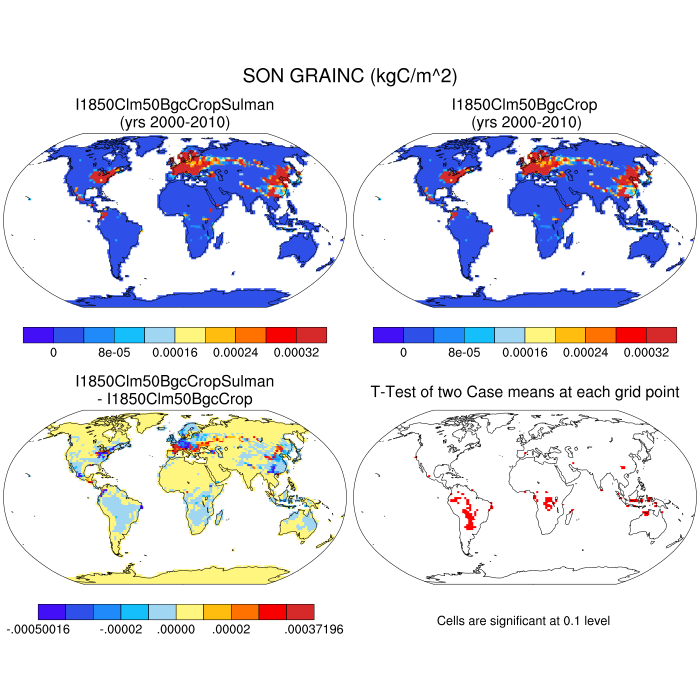 SON GRAINC (kgC/m^2)
I1850Clm50BgcCropSulman
(yrs 2000-2010)
I1850Clm50BgcCrop
(yrs 2000-2010)
0 8e-05 0.00016 0.00024 0.00032
0 8e-05 0.00016 0.00024 0.00032
I1850Clm50BgcCropSulman
- I1850Clm50BgcCrop
T-Test of two Case means at each grid point
-.00050016 -.00002 .00000 .00002 .00037196
Cells are significant at 0.1 level